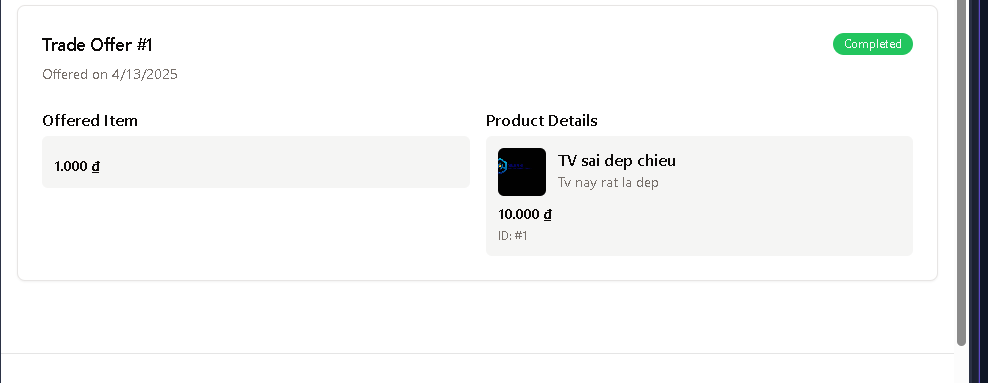 Trade Offer #1
Completed
Offered on 4/13/2025
Offered Item
1.000 ₫
Product Details
TV sai dep chieu
Tv nay rat la dep
10.000 ₫
ID: #1